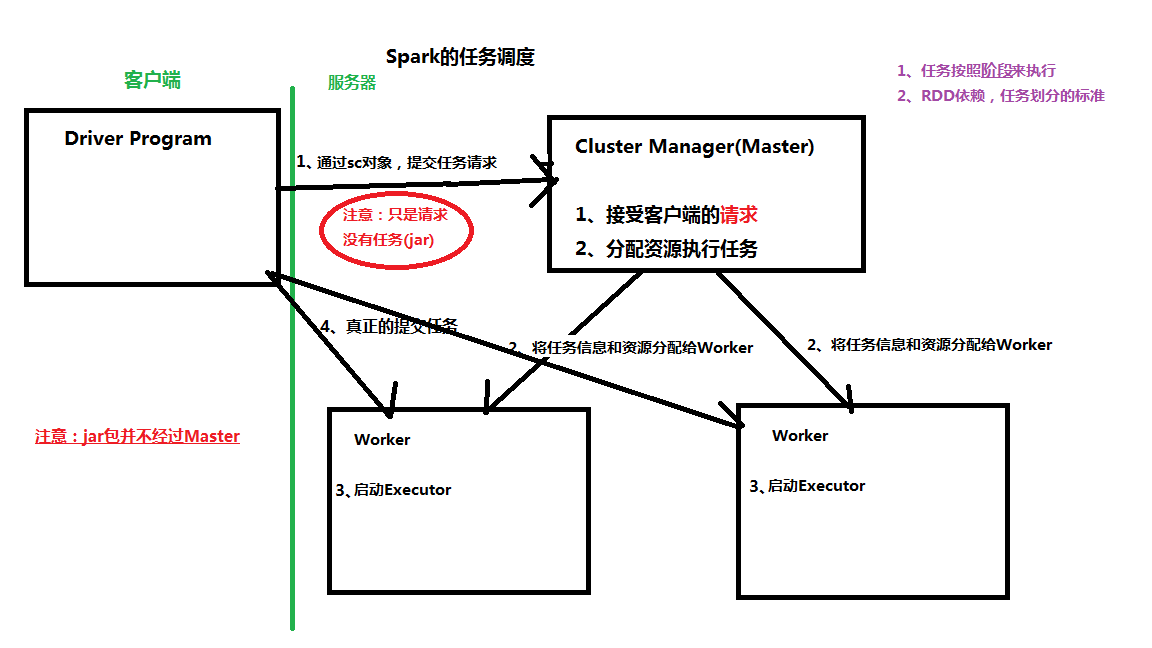 Spark的任务调度
客户端
服务器
1、任务按照阶段来执行
2、RDD依赖，任务划分的标准
Driver Program
1、通过sc对象，提交任务请求
注意：只是请求
没有任务(jar)
Cluster Manager(Master)
1、接受客户端的请求
2、分配资源执行任务
4、真正的提交任务
2、将任务信息和资源分配给Worker
2、将任务信息和资源分配给Worker
注意：jar包并不经过Master
Worker
3、启动Executor
Worker
3、启动Executor